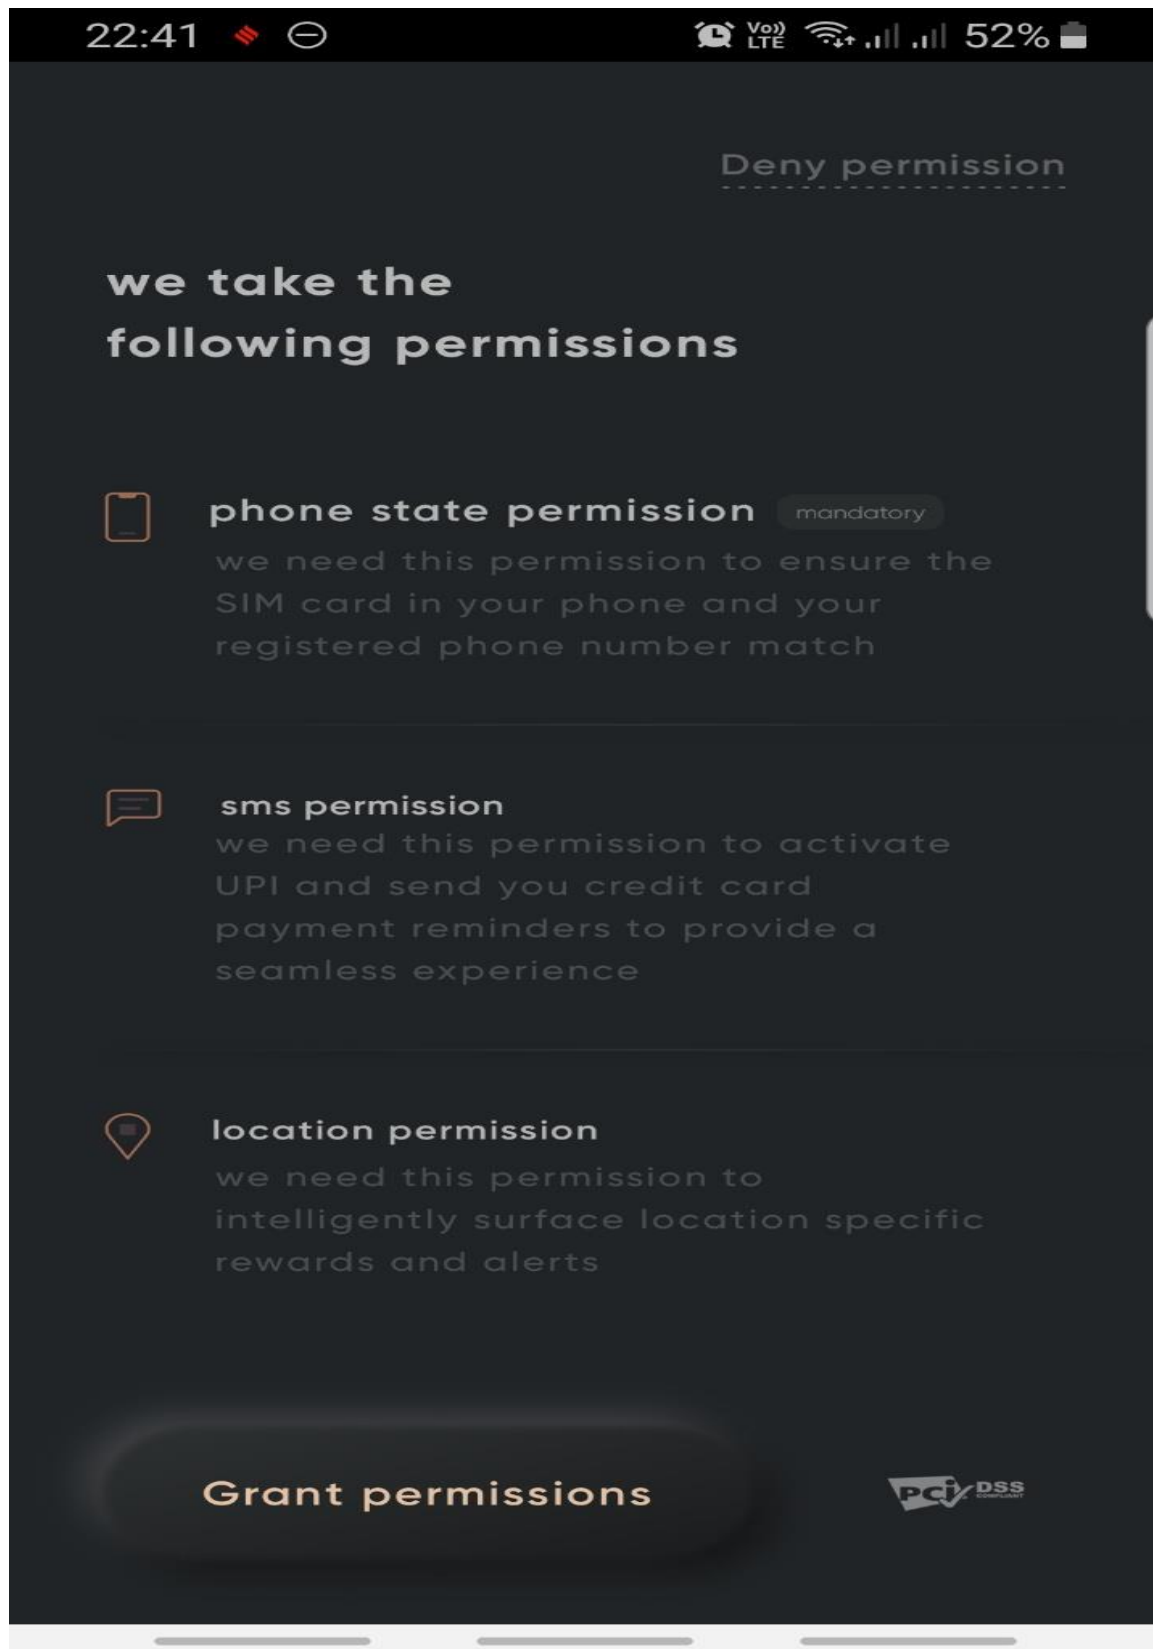 22:41 Vo)) LTE 52%
Deny permission
we take the
following permissions
phone state permission mandatory
we need this permission to ensure the
SIM card in your phone and your
registered phone number match
sms permission
we need this permission to activate
UPI and send you credit card
payment reminders to provide a
seamless experience
location permission
we need this permission to
intelligently surface location specific
rewards and alerts
Grant permissions
PCI DSS
COMPLIANT